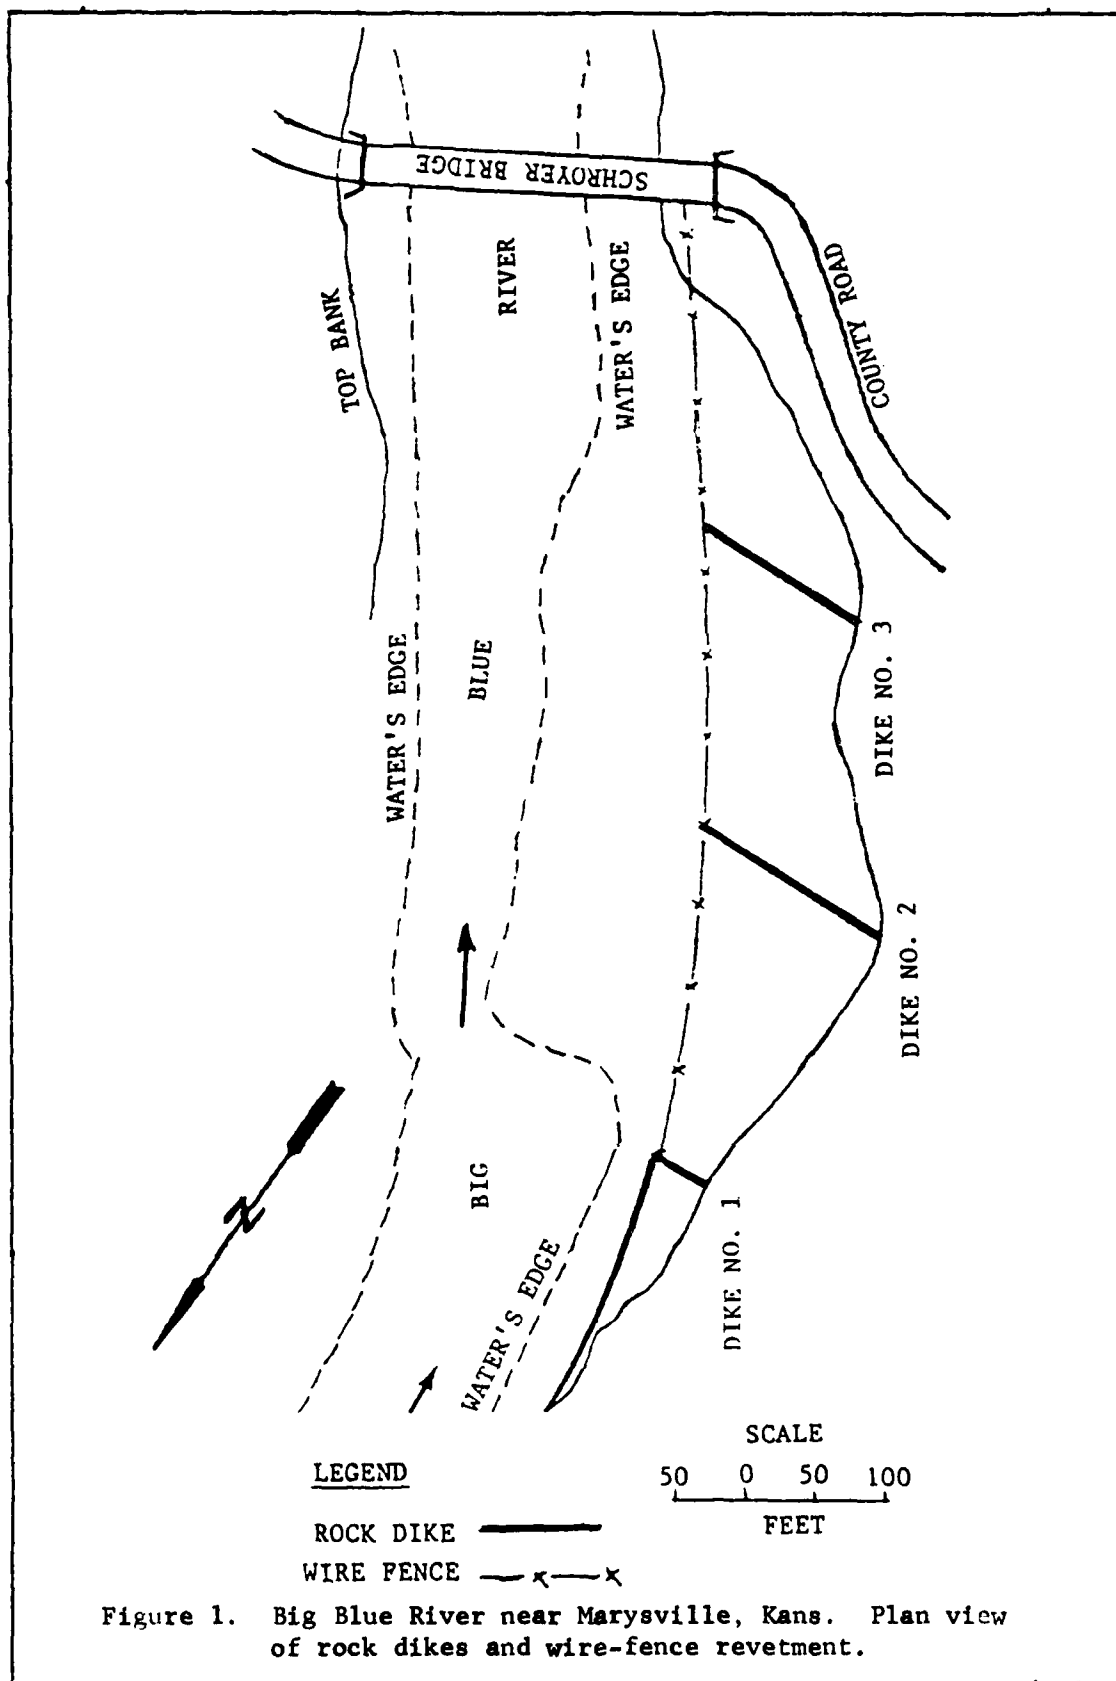 SCHROYER BRIDGE
RIVER
WATER'S EDGE
TOP BANK
COUNTY ROAD
WATER'S EDGE
BLUE
DIKE NO. 3
DIKE NO. 2
N
BIG
WATER'S EDGE
DIKE NO. 1
SCALE
50 0 50 100
FEET
LEGEND
ROCK DIKE
WIRE FENCE
Figure 1. Big Blue River near Marysville, Kans. Plan view
of rock dikes and wire-fence revetment.